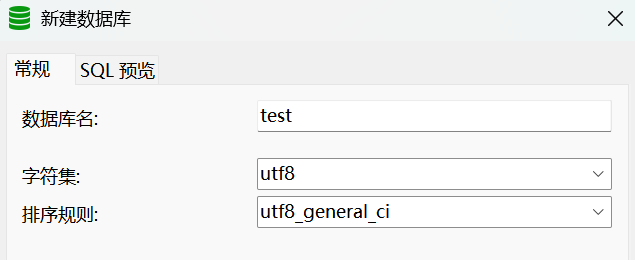 新建数据库
常规 SQL 预览
数据库名: test
字符集: utf8
排序规则: utf8_general_ci